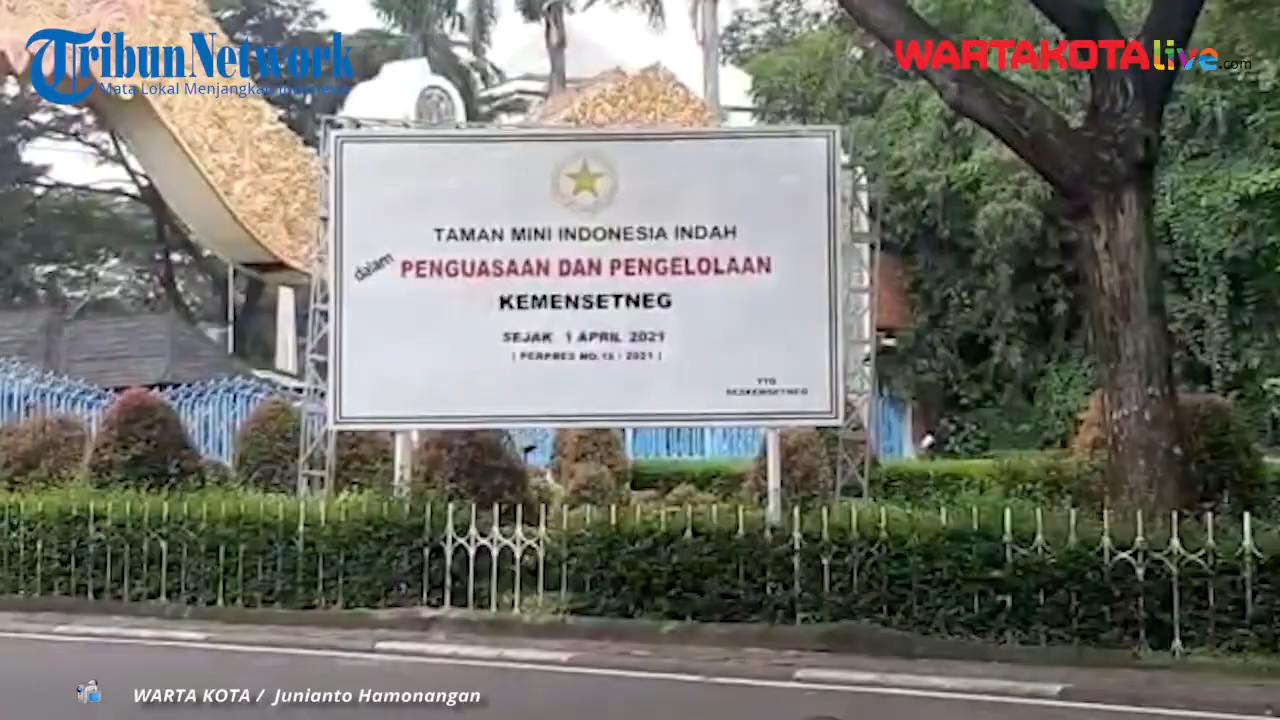 TribunNetwork
Mata Lokal Menjangkau Indonesia
WARTAKOTAlive.com
TAMAN MINI INDONESIA INDAH
dalam PENGUASAAN DAN PENGELOLAAN
KEMENSETNEG
SEJAK 1 APRIL 2021
( PERPRES NO.19 / 2021 )
TTD
SESKEMSETNEG
WARTA KOTA / Junianto Hamonangan